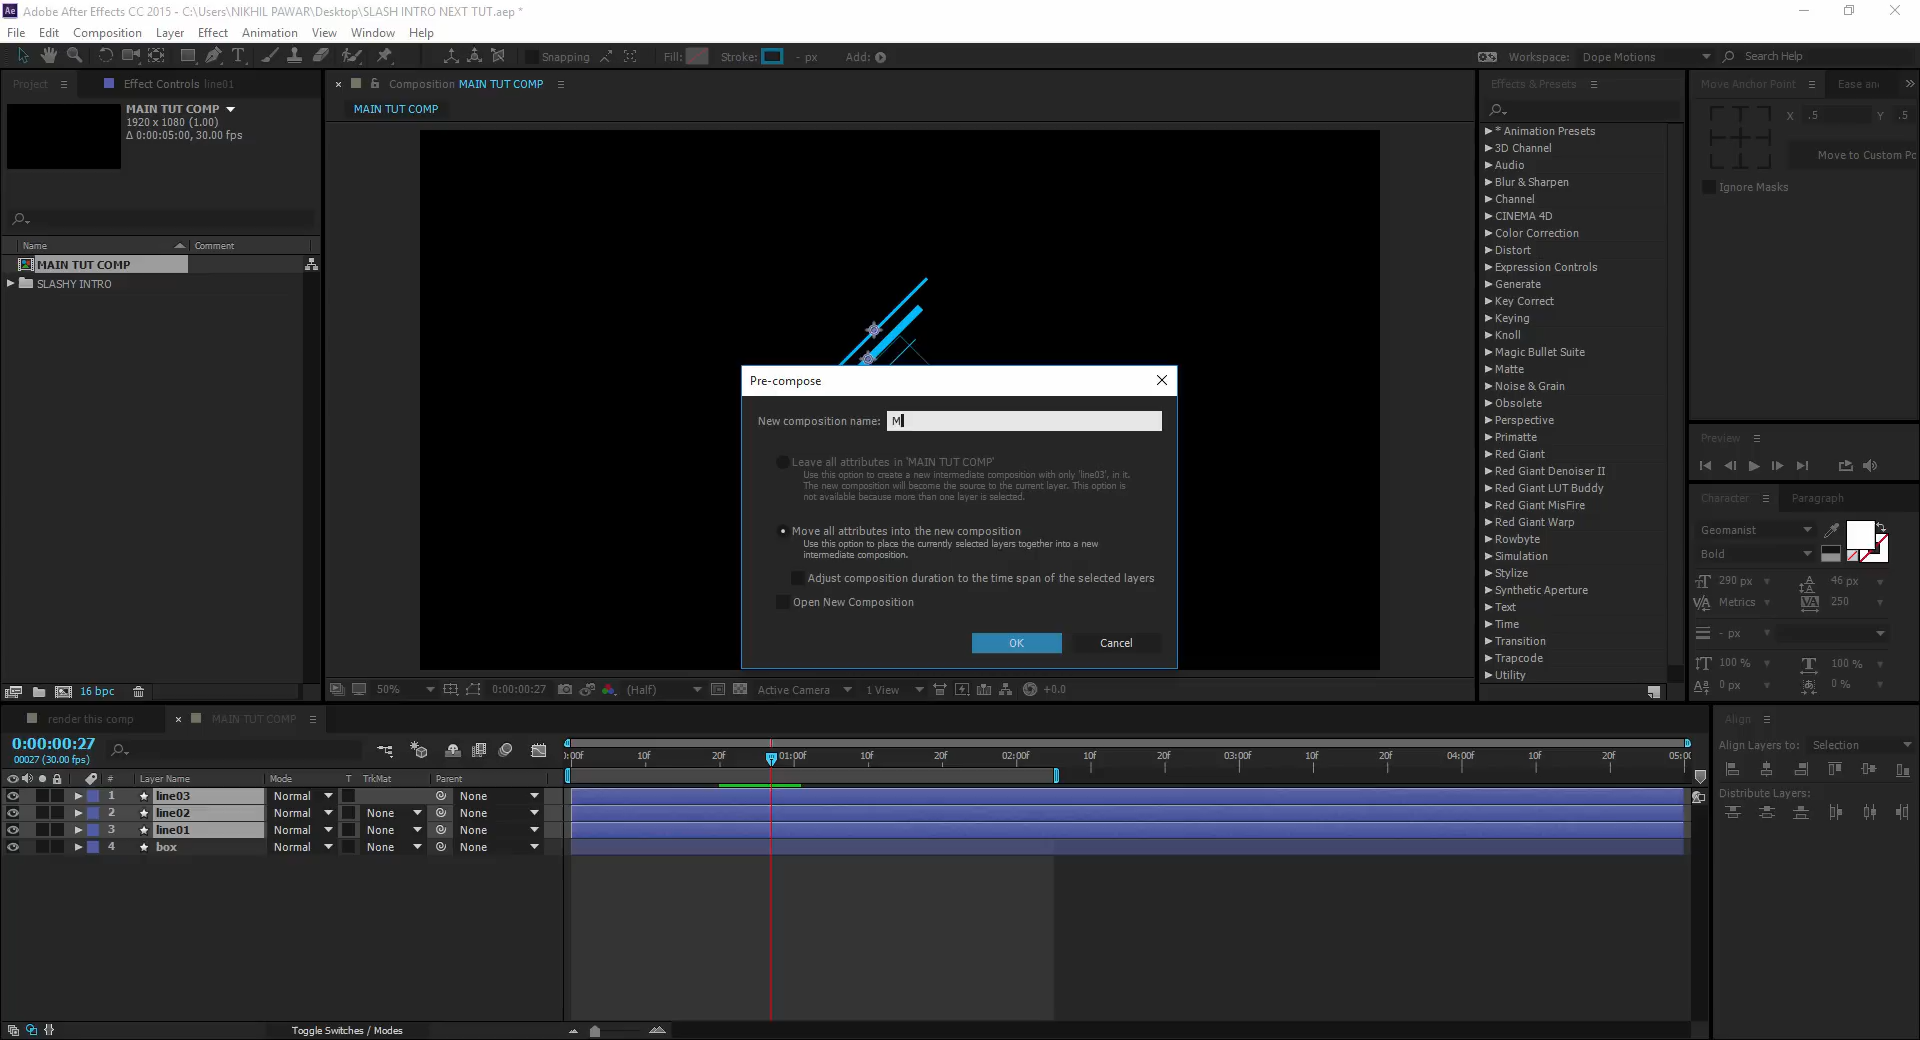 Adobe After Effects CC 2015 - C:\Users\NIKHIL PAWAR\Desktop\SLASH INTRO NEXT TUT.aep *
File Edit Composition Layer Effect Animation View Window Help
Snapping Fill: Stroke: - px Add: Workspace: Dope Motions Search Help
Project Effect Controls line01 Composition MAIN TUT COMP Effects & Presets Move Anchor Point Ease an
MAIN TUT COMP
1920 x 1080 (1.00)
Δ 0:00:05:00, 30.00 fps
MAIN TUT COMP
X .5 Y .5
Move to Custom Po
Ignore Masks
Name Comment
MAIN TUT COMP
SLASHY INTRO
* Animation Presets
3D Channel
Audio
Blur & Sharpen
Channel
CINEMA 4D
Color Correction
Distort
Expression Controls
Generate
Key Correct
Keying
Knoll
Magic Bullet Suite
Matte
Noise & Grain
Obsolete
Perspective
Primatte
Red Giant
Red Giant Denoiser II
Red Giant LUT Buddy
Red Giant MisFire
Red Giant Warp
Rowbyte
Simulation
Stylize
Synthetic Aperture
Text
Time
Transition
Trapcode
Utility
Pre-compose
New composition name: M
Leave all attributes in 'MAIN TUT COMP'
Use this option to create a new intermediate composition with only 'line03', in it.
The new composition will become the source to the current layer. This option is
not available because more than one layer is selected.
Move all attributes into the new composition
Use this option to place the currently selected layers together into a new
intermediate composition.
Adjust composition duration to the time span of the selected layers
Open New Composition
OK Cancel
Preview
Character Paragraph
Geomanist
Bold
290 px 46 px
Metrics 250
- px
100 % 100 %
0 px 0 %
16 bpc
50% 0:00:00:27 (Half) Active Camera 1 View +0.0
render this comp MAIN TUT COMP
0:00:00:27
00027 (30.00 fps)
):00f 10f 20f 01:00f 10f 20f 02:00f 10f 20f 03:00f 10f 20f 04:00f 10f 20f 05:00
# Layer Name Mode T TrkMat Parent
1 line03 Normal None
2 line02 Normal None None
3 line01 Normal None None
4 box Normal None None
Toggle Switches / Modes
Align
Align Layers to: Selection
Distribute Layers: